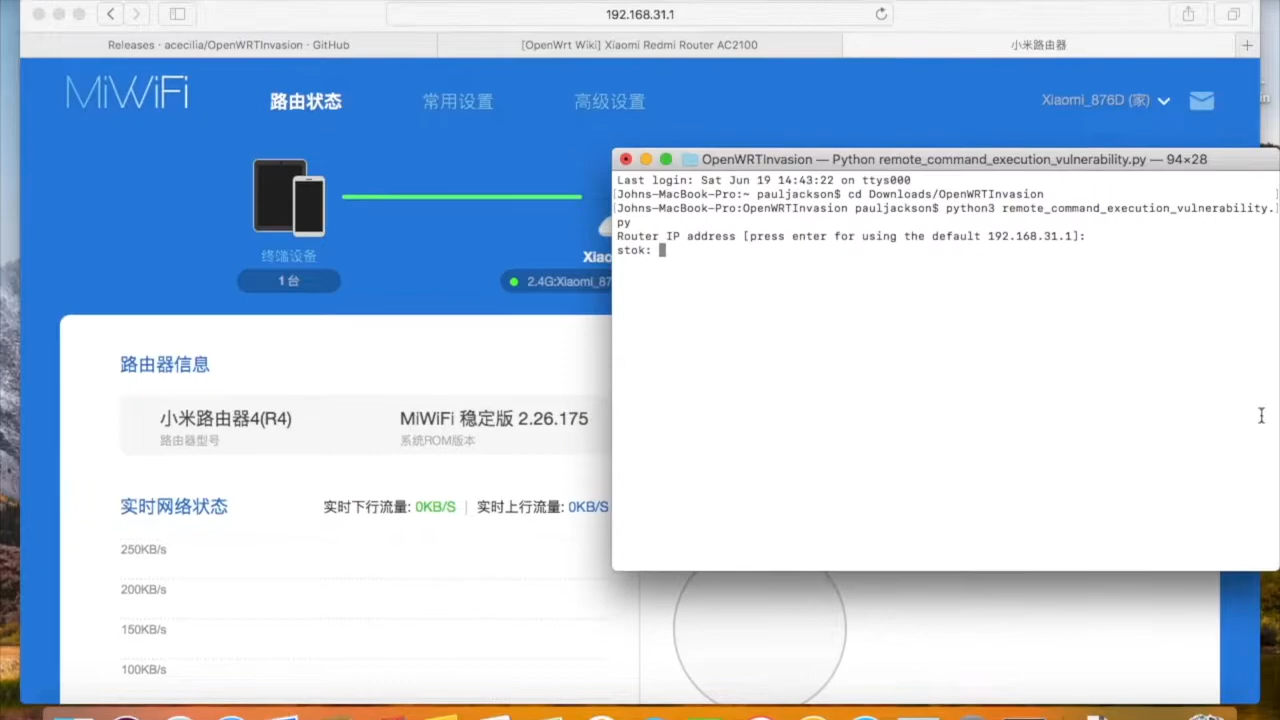 192.168.31.1
Releases · acecilia/OpenWRTInvasion · GitHub
[OpenWrt Wiki] Xiaomi Redmi Router AC2100
小米路由器
MiWiFi
路由状态
常用设置
高级设置
Xiaomi_876D (家)
OpenWRTInvasion — Python remote_command_execution_vulnerability.py — 94×28
Last login: Sat Jun 19 14:43:22 on ttys000
[Johns-MacBook-Pro:~ pauljackson$ cd Downloads/OpenWRTInvasion ]
[Johns-MacBook-Pro:OpenWRTInvasion pauljackson$ python3 remote_command_execution_vulnerability.]
py
Router IP address [press enter for using the default 192.168.31.1]:
stok:
终端设备
1 台
Xiao
2.4G:Xiaomi_87
路由器信息
小米路由器4(R4)
路由器型号
MiWiFi 稳定版 2.26.175
系统ROM版本
实时网络状态
实时下行流量: 0KB/S | 实时上行流量: 0KB/S
250KB/s
200KB/s
150KB/s
100KB/s